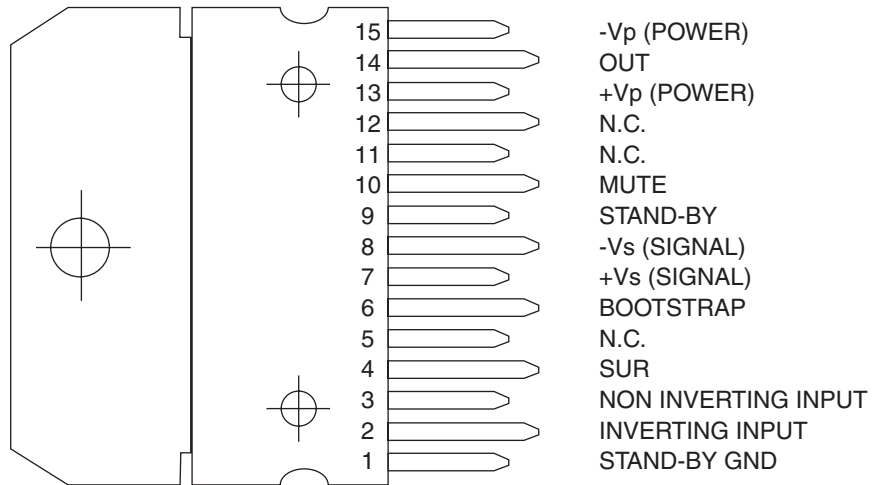 15 -Vp (POWER)
14 OUT
13 +Vp (POWER)
12 N.C.
11 N.C.
10 MUTE
9 STAND-BY
8 -Vs (SIGNAL)
7 +Vs (SIGNAL)
6 BOOTSTRAP
5 N.C.
4 SUR
3 NON INVERTING INPUT
2 INVERTING INPUT
1 STAND-BY GND